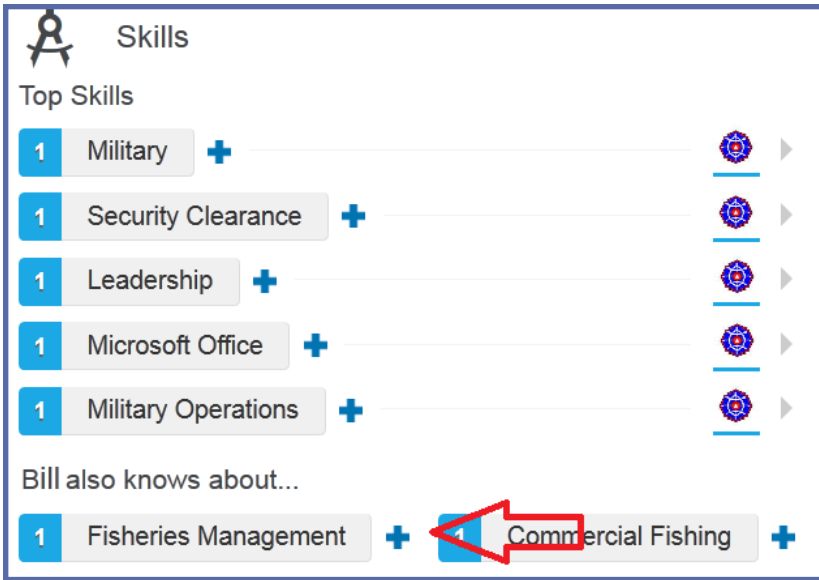 Skills
Top Skills
1 Military
1 Security Clearance
1 Leadership
1 Microsoft Office
1 Military Operations
Bill also knows about...
1 Fisheries Management 1 Commercial Fishing